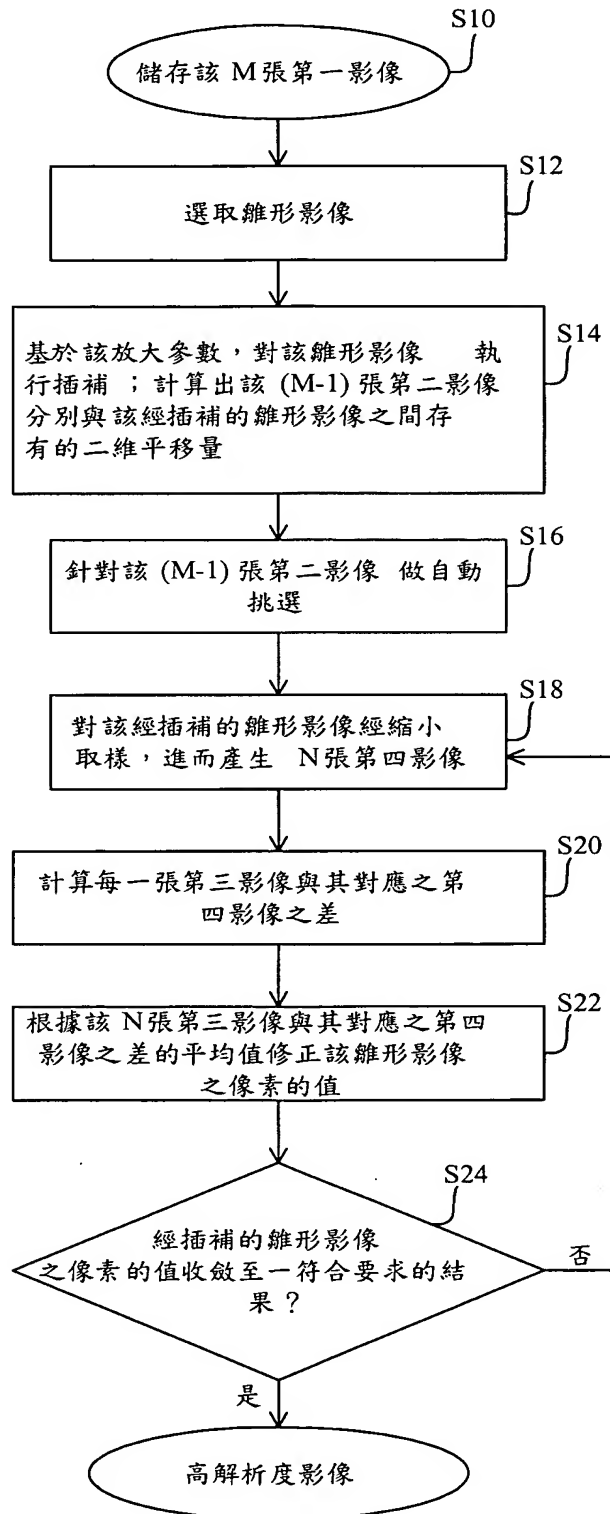 S10
儲存該 M張第一影像
S12
選取雛形影像
S14
基於該放大參數，對該雛形影像 執
行插補 ；計算出該 (M-1) 張第二影像
分別與該經插補的雛形影像之間存
有的二維平移量
S16
針對該 (M-1) 張第二影像 做自動
挑選
S18
對該經插補的雛形影像經縮小
取樣，進而產生 N張第四影像
S20
計算每一張第三影像與其對應之第
四影像之差
S22
根據該 N張第三影像與其對應之第四
影像之差的平均值修正該雛形影像
之像素的值
S24
經插補的雛形影像
之像素的值收斂至一符合要求的結
果？
否
是
高解析度影像